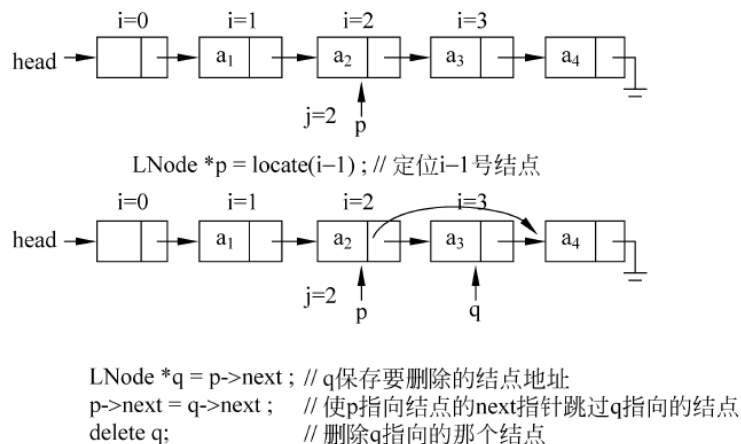 i=0 i=1 i=2 i=3
head a₁ a₂ a₃ a₄
j=2 p
LNode *p = locate(i–1) ; // 定位i–1号结点
i=0 i=1 i=2 i=3
head a₁ a₂ a₃ a₄
j=2 p q
LNode *q = p->next ; // q保存要删除的结点地址
p->next = q->next ; // 使p指向结点的next指针跳过q指向的结点
delete q; // 删除q指向的那个结点